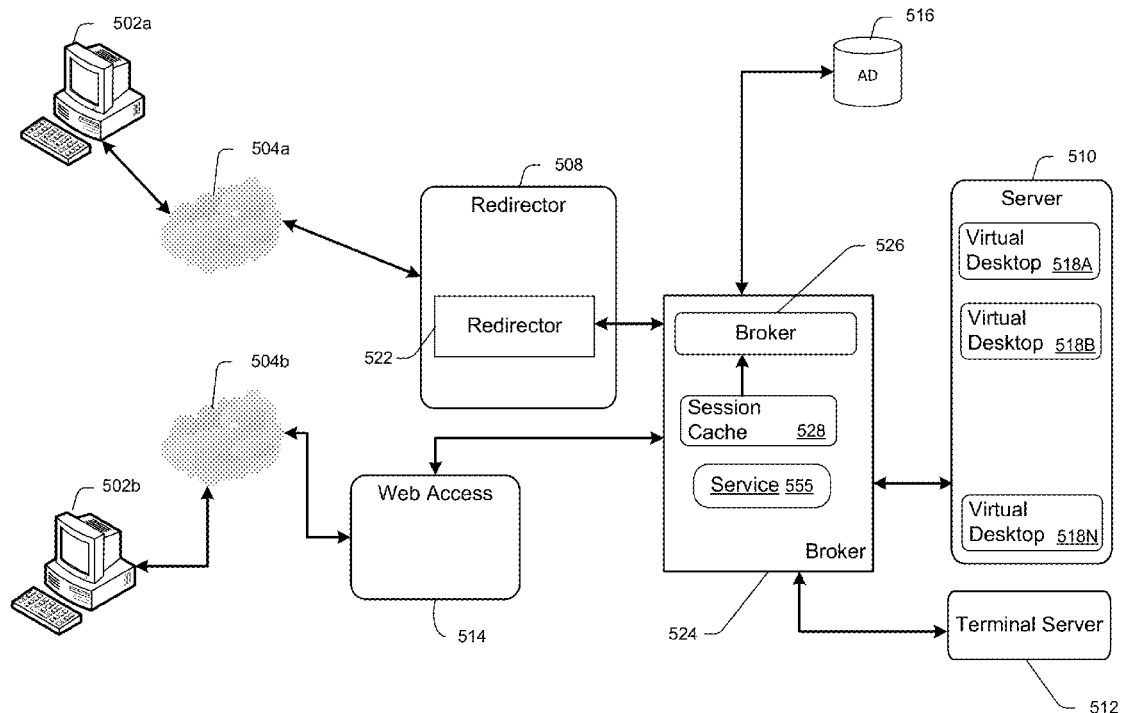 502a
516
AD
504a
508
Redirector
510
Server
Virtual
Desktop 518A
526
Redirector
522
Broker
Virtual
Desktop 518B
504b
Session
Cache 528
502b
Web Access
Service 555
Virtual
Desktop 518N
Broker
514
524
Terminal Server
512